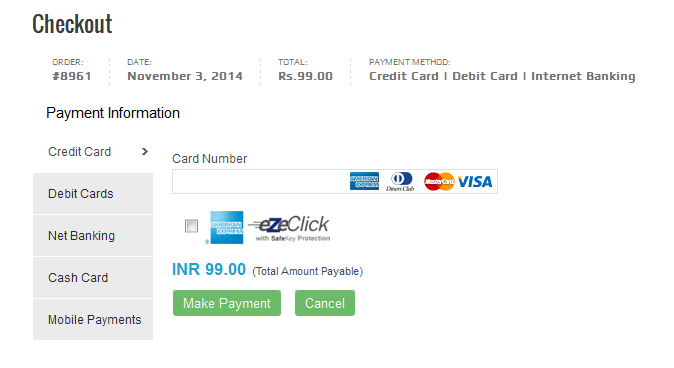 Checkout
ORDER: DATE: TOTAL: PAYMENT METHOD:
#8961 November 3, 2014 Rs.99.00 Credit Card | Debit Card | Internet Banking
Payment Information
Credit Card
Debit Cards
Net Banking
Cash Card
Mobile Payments
Card Number
AMERICAN EXPRESS Diners Club MasterCard VISA
AMERICAN EXPRESS eZeClick
with SafeKey Protection
INR 99.00 (Total Amount Payable)
Make Payment Cancel